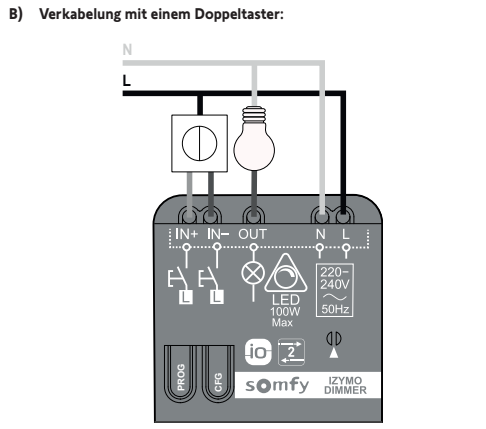 B) Verkabelung mit einem Doppeltaster:
N
L
IN+ IN– OUT N L
L L
LED
100W
Max
220–
240V
50Hz
io
2
PROG
CFG
somfy
IZYMO
DIMMER